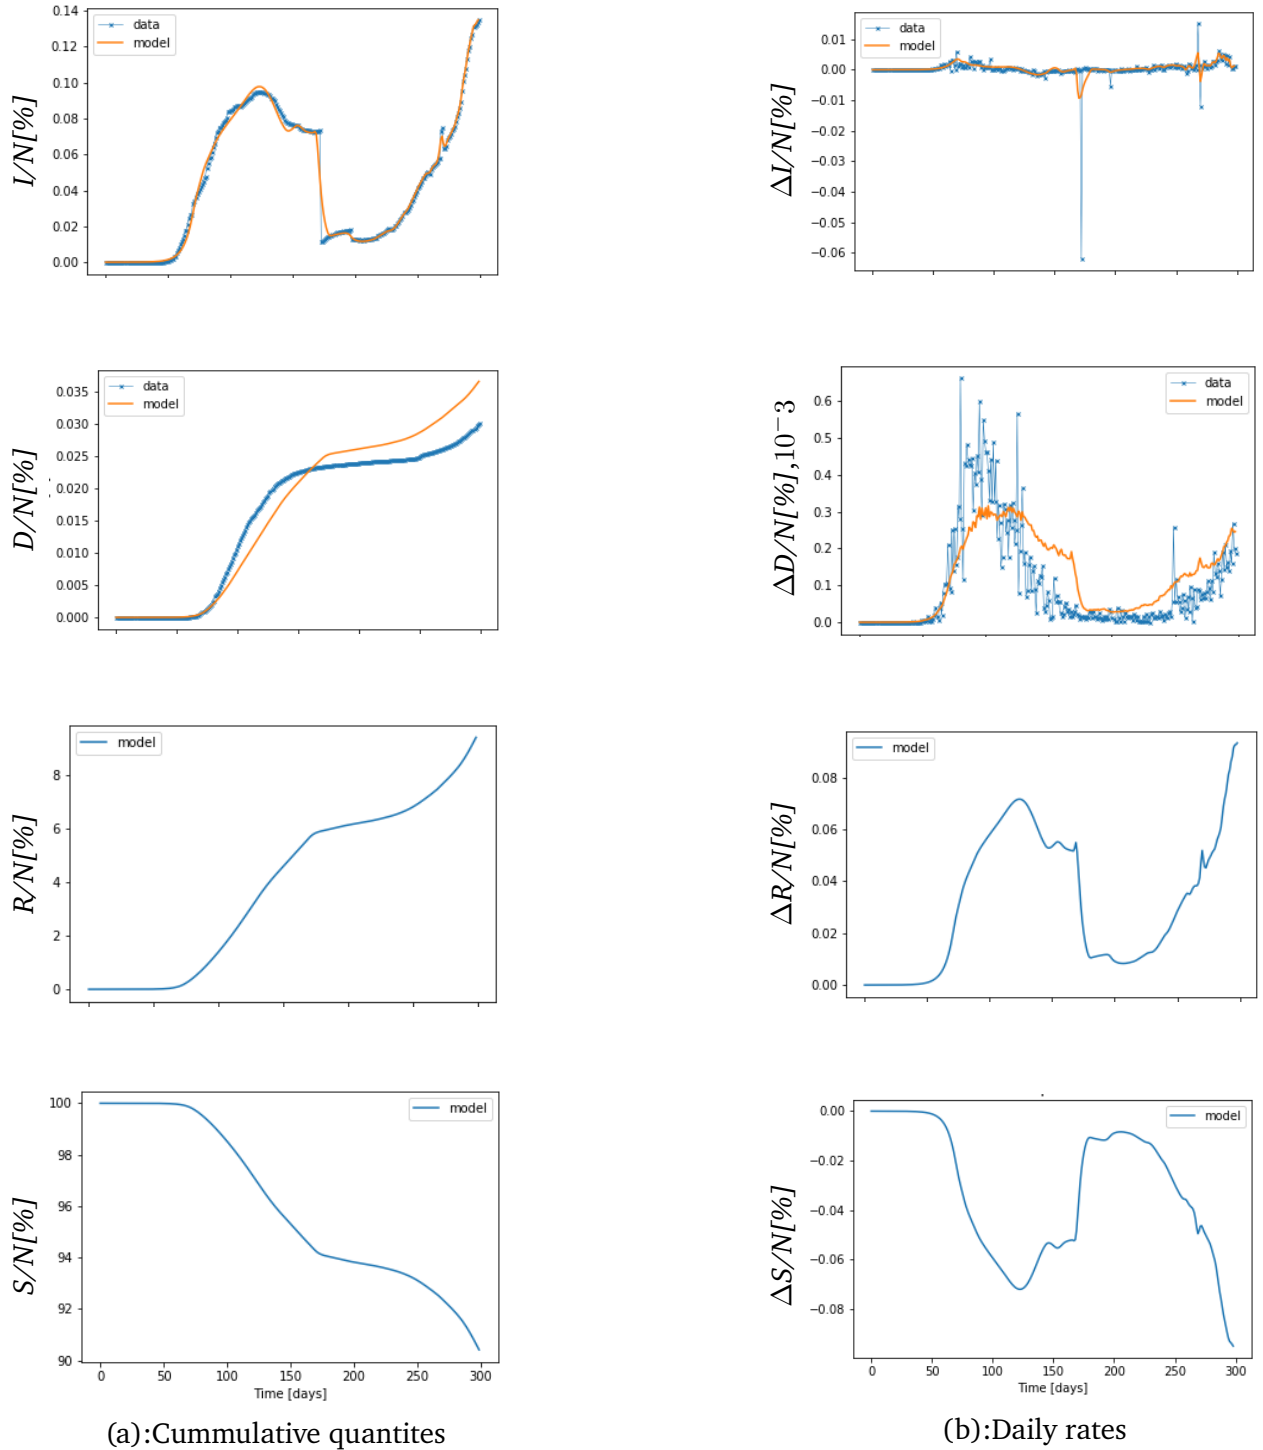 0.14
0.12
0.10
0.08
0.06
0.04
0.02
0.00
I/N[%]
data
model
0.01
0.00
−0.01
−0.02
−0.03
−0.04
−0.05
−0.06
ΔI/N[%]
data
model
0.035
0.030
0.025
0.020
0.015
0.010
0.005
0.000
D/N[%]
data
model
0.6
0.5
0.4
0.3
0.2
0.1
0.0
ΔD/N[%],10−3
data
model
8
6
4
2
0
R/N[%]
model
0.08
0.06
0.04
0.02
0.00
ΔR/N[%]
model
100
98
96
94
92
90
S/N[%]
model
0 50 100 150 200 250 300
Time [days]
(a):Cummulative quantites
0.00
−0.02
−0.04
−0.06
−0.08
ΔS/N[%]
model
0 50 100 150 200 250 300
Time [days]
(b):Daily rates